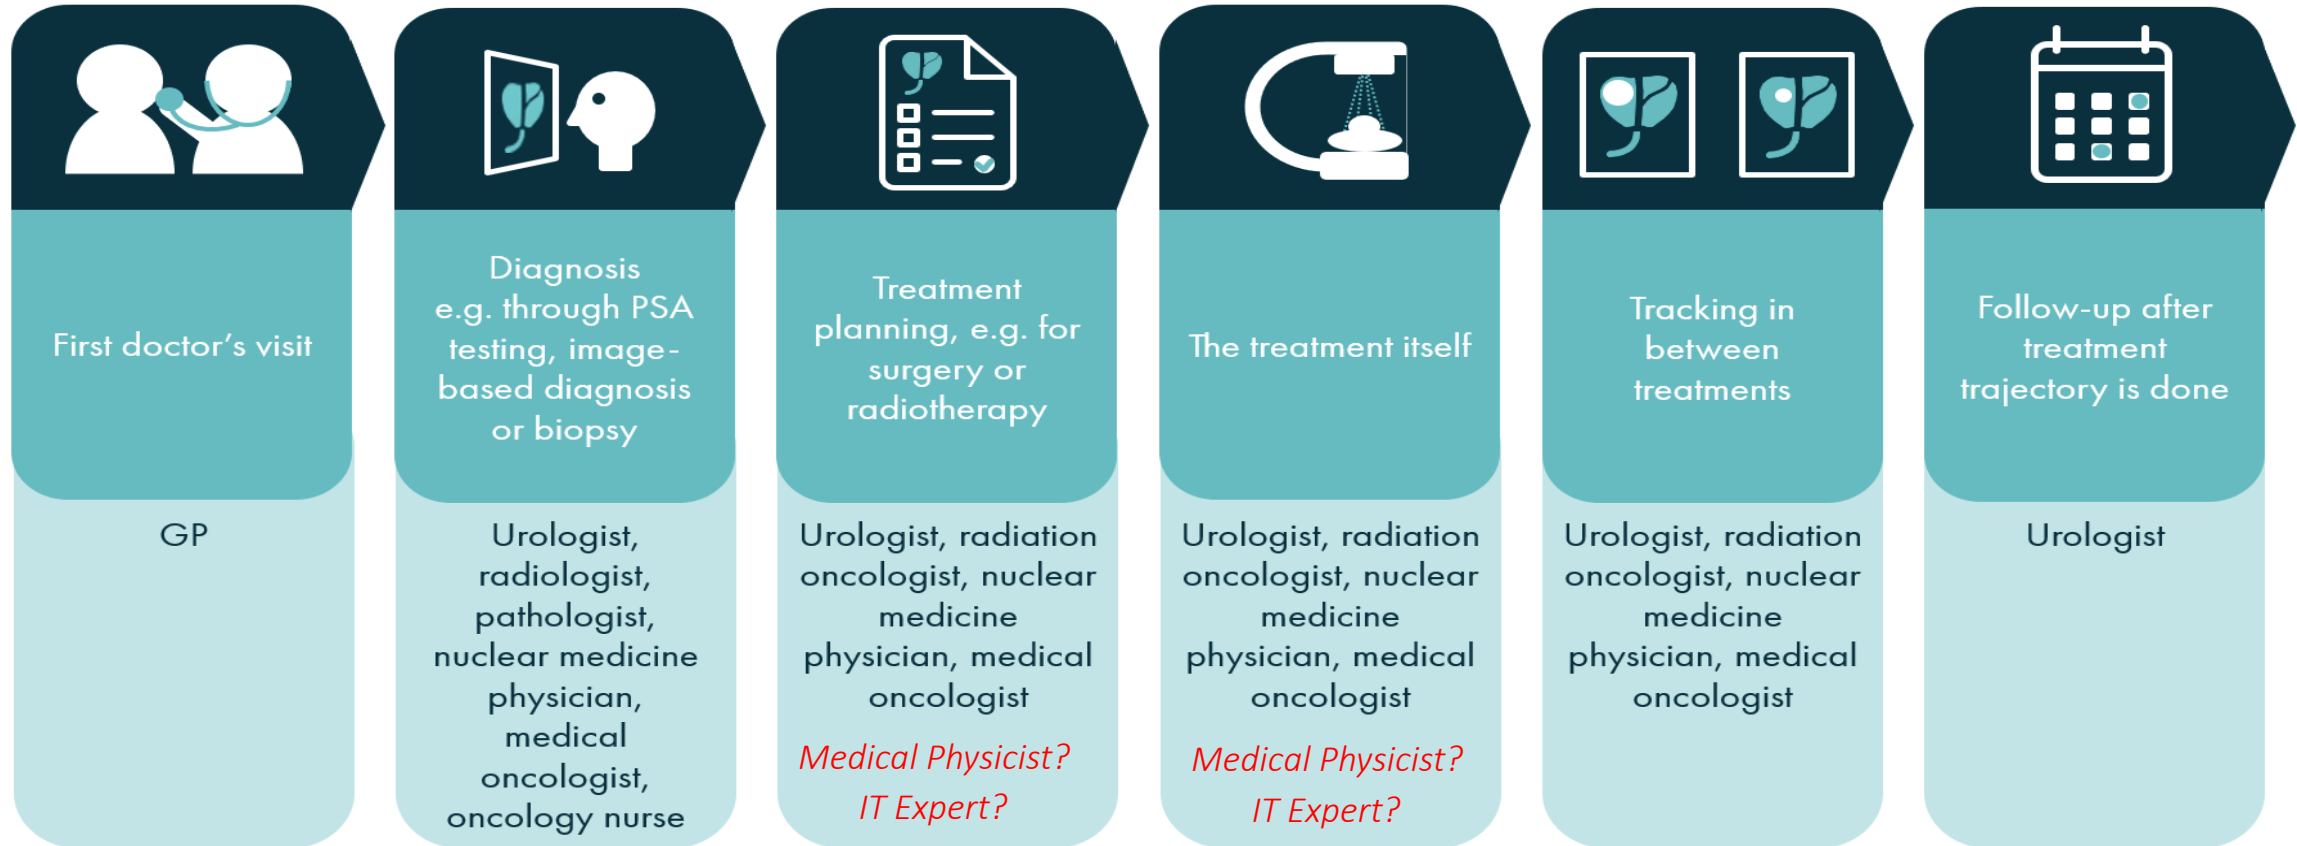 First doctor's visit
GP
Diagnosis
e.g. through PSA
testing, image-
based diagnosis
or biopsy
Urologist,
radiologist,
pathologist,
nuclear medicine
physician,
medical
oncologist,
oncology nurse
Treatment
planning, e.g. for
surgery or
radiotherapy
Urologist, radiation
oncologist, nuclear
medicine
physician, medical
oncologist
Medical Physicist?
IT Expert?
The treatment itself
Urologist, radiation
oncologist, nuclear
medicine
physician, medical
oncologist
Medical Physicist?
IT Expert?
Tracking in
between
treatments
Urologist, radiation
oncologist, nuclear
medicine
physician, medical
oncologist
Follow-up after
treatment
trajectory is done
Urologist